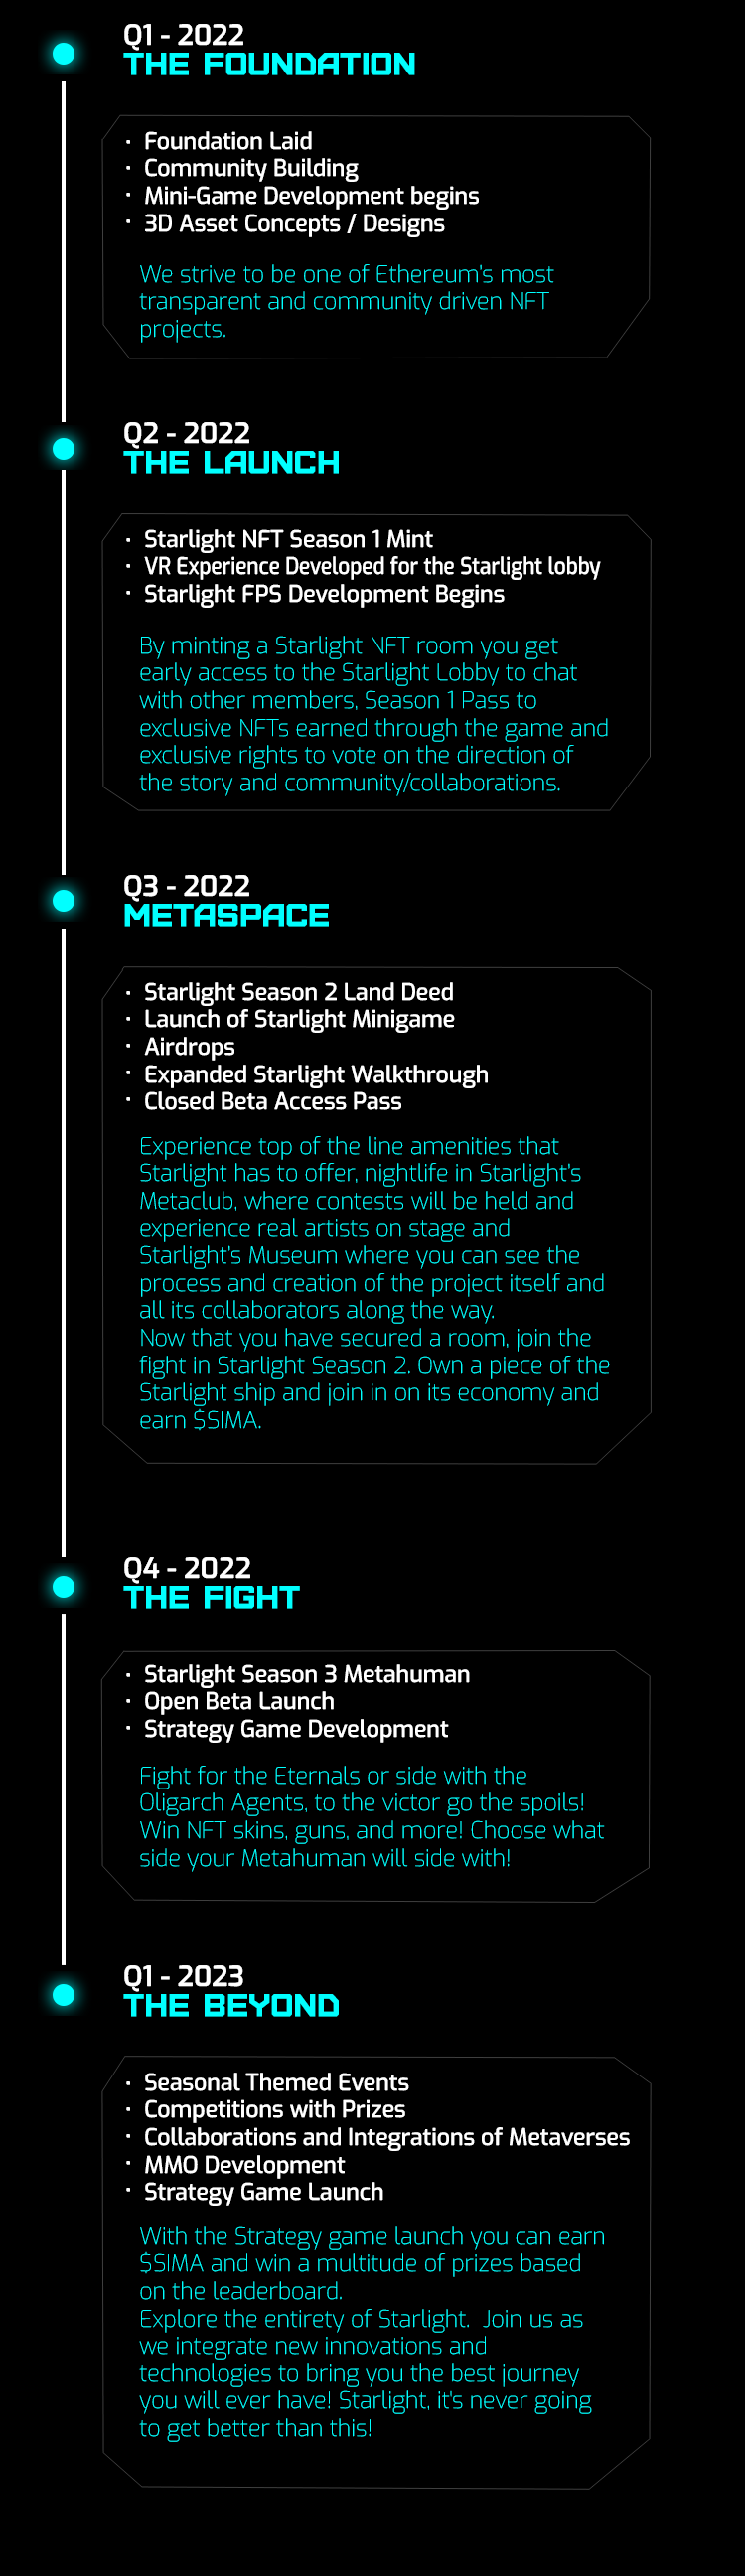 Q1 - 2022
THE FOUNDATION
· Foundation Laid
· Community Building
· Mini-Game Development begins
· 3D Asset Concepts / Designs
We strive to be one of Ethereum's most
transparent and community driven NFT
projects.
Q2 - 2022
THE LAUNCH
· Starlight NFT Season 1 Mint
· VR Experience Developed for the Starlight lobby
· Starlight FPS Development Begins
By minting a Starlight NFT room you get
early access to the Starlight Lobby to chat
with other members, Season 1 Pass to
exclusive NFTs earned through the game and
exclusive rights to vote on the direction of
the story and community/collaborations.
Q3 - 2022
METASPACE
· Starlight Season 2 Land Deed
· Launch of Starlight Minigame
· Airdrops
· Expanded Starlight Walkthrough
· Closed Beta Access Pass
Experience top of the line amenities that
Starlight has to offer, nightlife in Starlight's
Metaclub, where contests will be held and
experience real artists on stage and
Starlight's Museum where you can see the
process and creation of the project itself and
all its collaborators along the way.
Now that you have secured a room, join the
fight in Starlight Season 2. Own a piece of the
Starlight ship and join in on its economy and
earn $SIMA.
Q4 - 2022
THE FIGHT
· Starlight Season 3 Metahuman
· Open Beta Launch
· Strategy Game Development
Fight for the Eternals or side with the
Oligarch Agents, to the victor go the spoils!
Win NFT skins, guns, and more! Choose what
side your Metahuman will side with!
Q1 - 2023
THE BEYOND
· Seasonal Themed Events
· Competitions with Prizes
· Collaborations and Integrations of Metaverses
· MMO Development
· Strategy Game Launch
With the Strategy game launch you can earn
$SIMA and win a multitude of prizes based
on the leaderboard.
Explore the entirety of Starlight. Join us as
we integrate new innovations and
technologies to bring you the best journey
you will ever have! Starlight, it's never going
to get better than this!